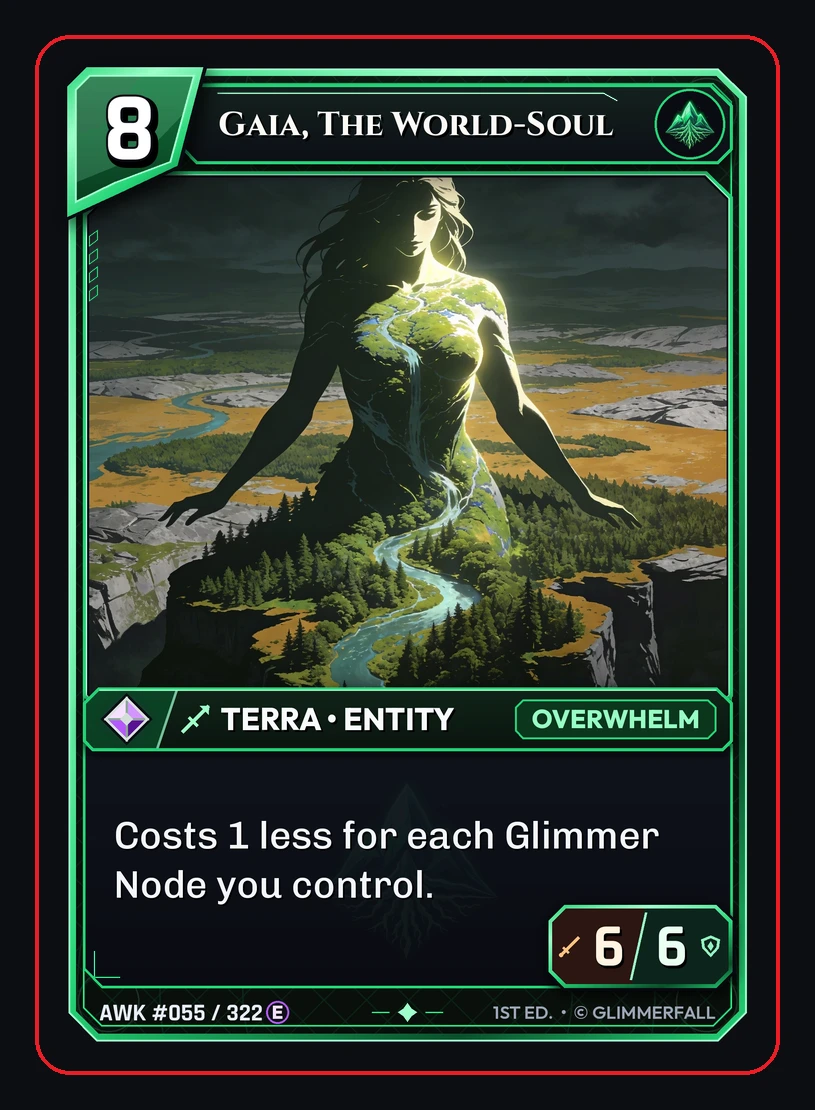 8
Gaia, The World-Soul
TERRA • ENTITY
OVERWHELM
Costs 1 less for each Glimmer
Node you control.
6/6
AWK #055 / 322 E
1ST ED. • © GLIMMERFALL